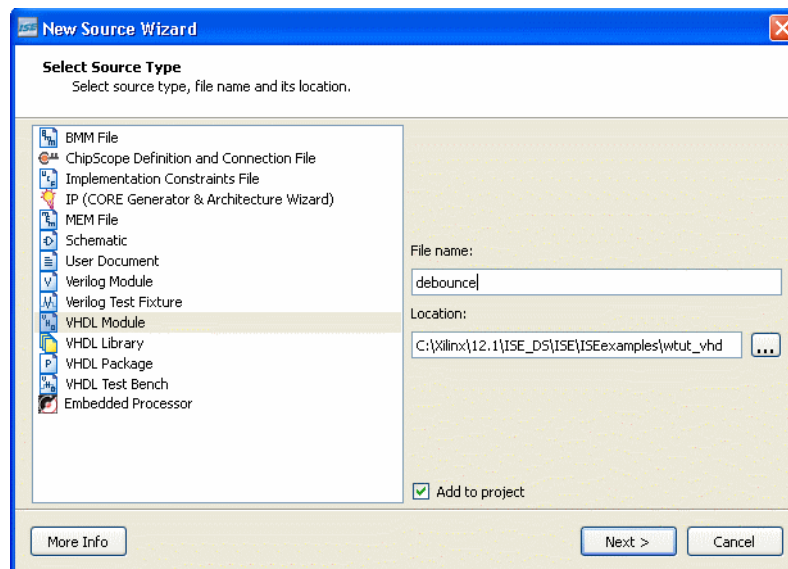 ISE New Source Wizard
Select Source Type
Select source type, file name and its location.
BMM File
ChipScope Definition and Connection File
Implementation Constraints File
IP (CORE Generator & Architecture Wizard)
MEM File
Schematic
User Document
Verilog Module
Verilog Test Fixture
VHDL Module
VHDL Library
VHDL Package
VHDL Test Bench
Embedded Processor
File name:
debounce
Location:
C:\Xilinx\12.1\ISE_DS\ISE\ISEexamples\wtut_vhd
...
Add to project
More Info
Next >
Cancel